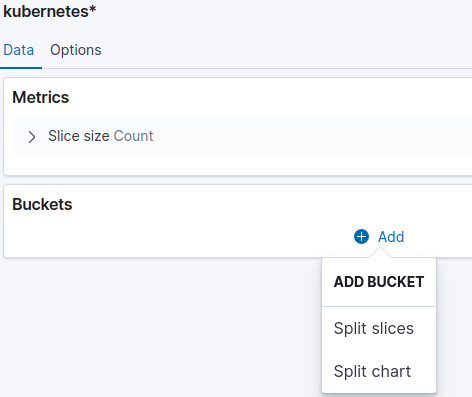 kubernetes*
Data Options
Metrics
Slice size Count
Buckets
Add
ADD BUCKET
Split slices
Split chart